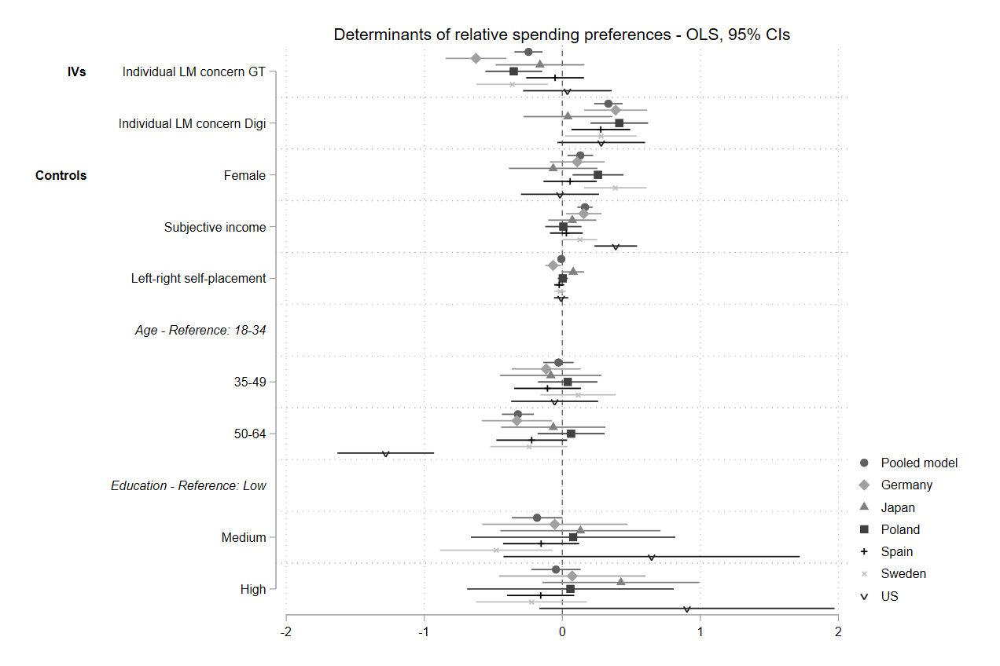 Determinants of relative spending preferences - OLS, 95% CIs
IVs Individual LM concern GT
Individual LM concern Digi
Controls Female
Subjective income
Left-right self-placement
Age - Reference: 18-34
35-49
50-64
Education - Reference: Low
Medium
High
-2 -1 0 1 2
Pooled model
Germany
Japan
Poland
Spain
Sweden
US